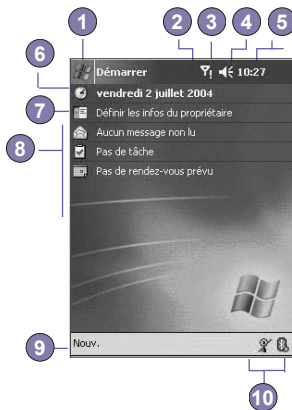 1 2 3 4 5
6 Démarrer 10:27
vendredi 2 juillet 2004
7 Définir les infos du propriétaire
8 Aucun message non lu
Pas de tâche
Pas de rendez-vous prévu
9 Nouv.
10